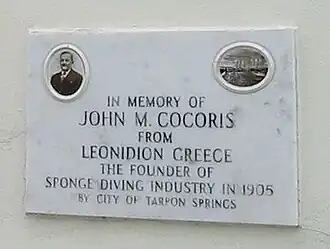 IN MEMORY OF
JOHN M. COCORIS
FROM
LEONIDION GREECE
THE FOUNDER OF
SPONGE DIVING INDUSTRY IN 1905
BY CITY OF TARPON SPRINGS